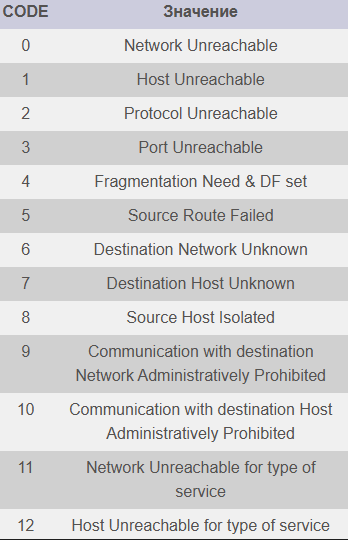 CODE Значение
0 Network Unreachable
1 Host Unreachable
2 Protocol Unreachable
3 Port Unreachable
4 Fragmentation Need & DF set
5 Source Route Failed
6 Destination Network Unknown
7 Destination Host Unknown
8 Source Host Isolated
9 Communication with destination
Network Administratively Prohibited
10 Communication with destination Host
Administratively Prohibited
11 Network Unreachable for type of
service
12 Host Unreachable for type of service